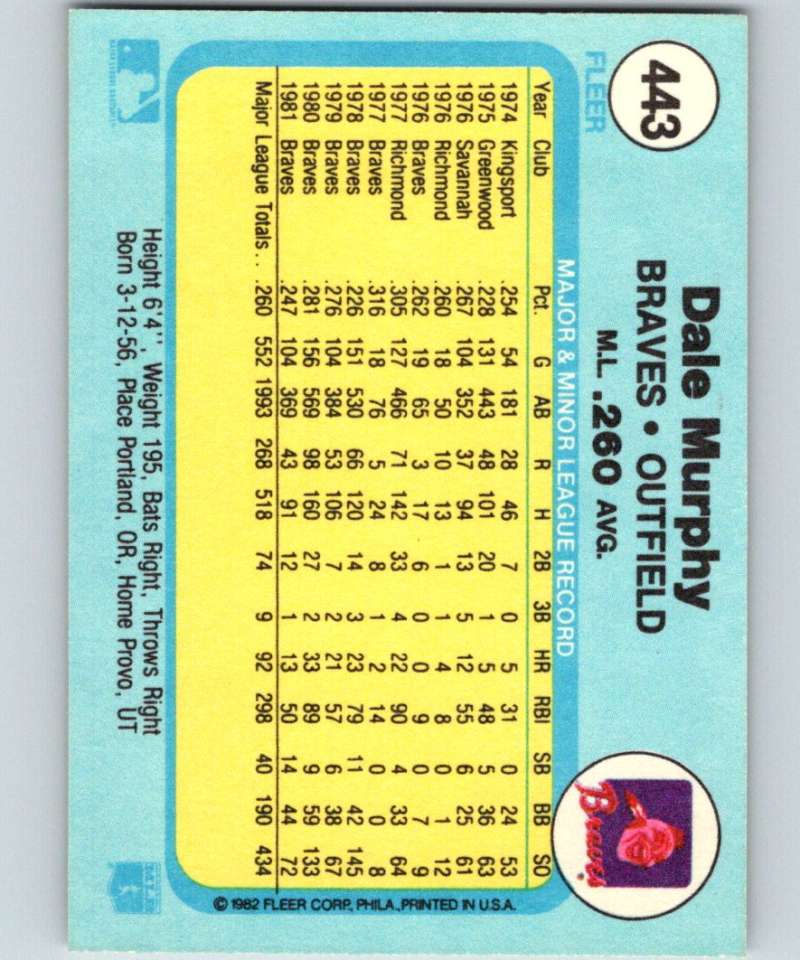 443
FLEER
Dale Murphy
BRAVES • OUTFIELD
M.L. .260 AVG.
Braves
MAJOR & MINOR LEAGUE RECORD
Year Club Pct. G AB R H 2B 3B HR RBI SB BB SO
1974 Kingsport .254 54 181 28 46 7 0 5 31 0 24 53
1975 Greenwood .228 131 443 48 101 20 1 5 48 5 36 63
1976 Savannah .267 104 352 37 94 13 5 12 55 6 25 61
1976 Richmond .260 18 50 10 13 1 1 4 8 0 1 12
1976 Braves .262 19 65 3 17 6 0 0 9 0 7 9
1977 Richmond .305 127 466 71 142 33 4 22 90 4 33 64
1977 Braves .316 18 76 5 24 8 1 2 14 0 0 8
1978 Braves .226 151 530 66 120 14 3 23 79 11 42 145
1979 Braves .276 104 384 53 106 7 2 21 57 6 38 67
1980 Braves .281 156 569 98 160 27 2 33 89 9 59 133
1981 Braves .247 104 369 43 91 12 1 13 50 14 44 72
Major League Totals . . .260 552 1993 268 518 74 9 92 298 40 190 434
© 1982 FLEER CORP., PHILA., PRINTED IN U.S.A.
Height 6'4'', Weight 195, Bats Right, Throws Right
Born 3-12-56, Place Portland, OR, Home Provo, UT